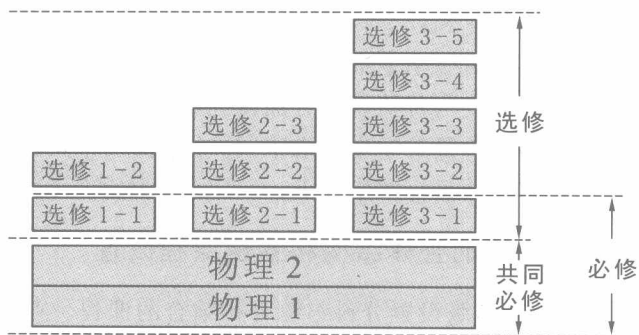 选修3-5
选修3-4
选修2-3 选修3-3 选修
选修1-2 选修2-2 选修3-2
选修1-1 选修2-1 选修3-1
物理2 共同 必修
物理1 必修